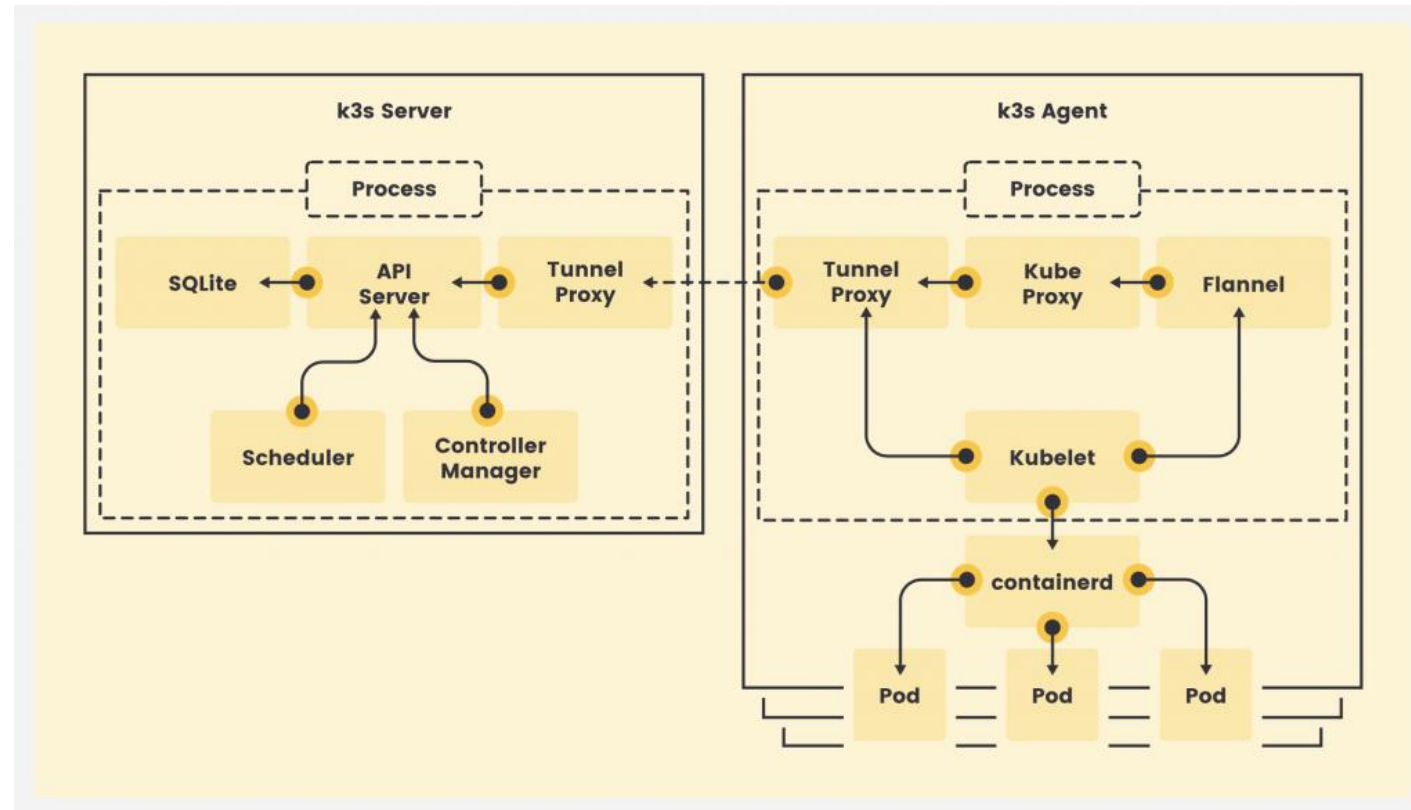 k3s Server
Process
SQLite
API
Server
Tunnel
Proxy
Scheduler
Controller
Manager
k3s Agent
Process
Tunnel
Proxy
Kube
Proxy
Flannel
Kubelet
containerd
Pod
Pod
Pod